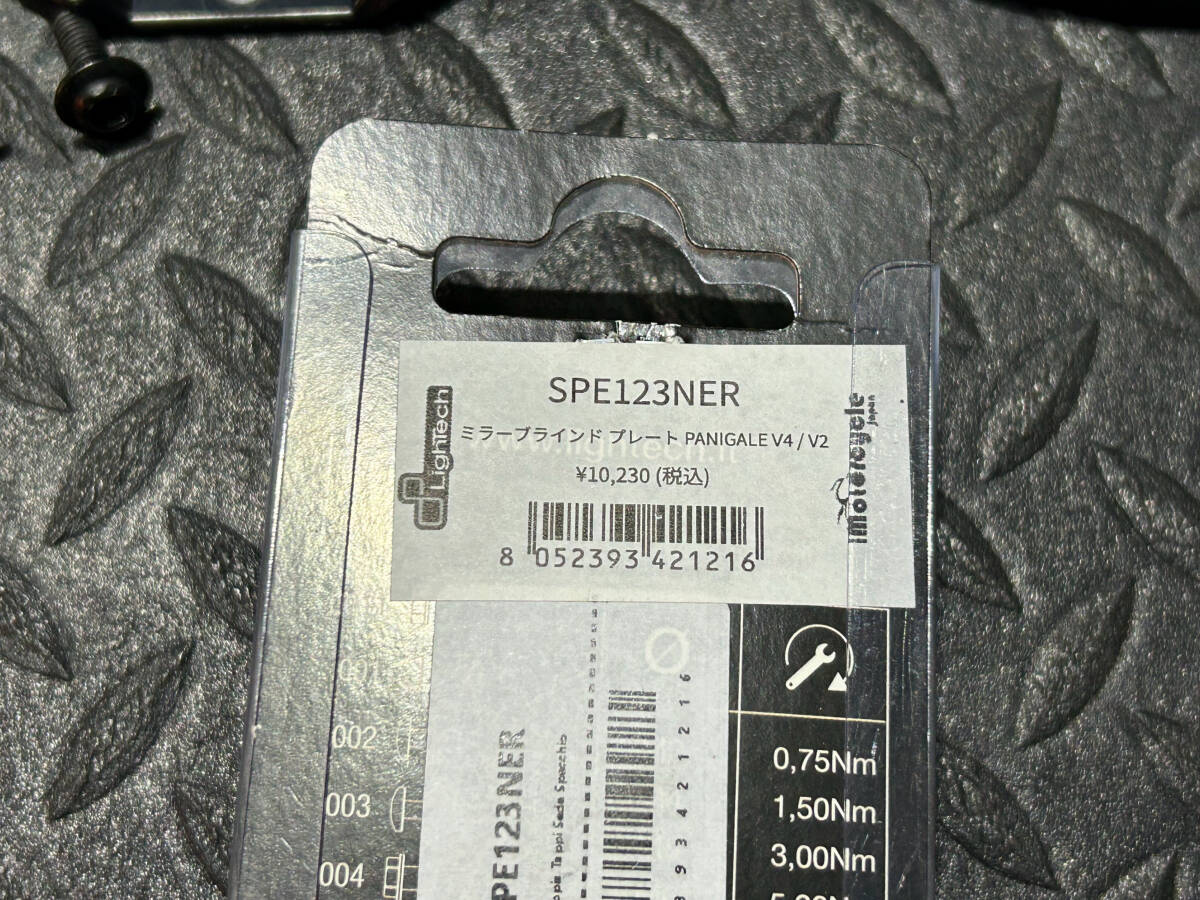 SPE123NER
ミラーブラインド プレート PANIGALE V4 / V2
¥10,230 (税込)
8 052393 421216
Lightech
www.lightech.it
motorcycle
japan
002
003
004
PE123NER
Tappi Sede Specchio
893421216
Ø
0,75Nm
1,50Nm
3,00Nm